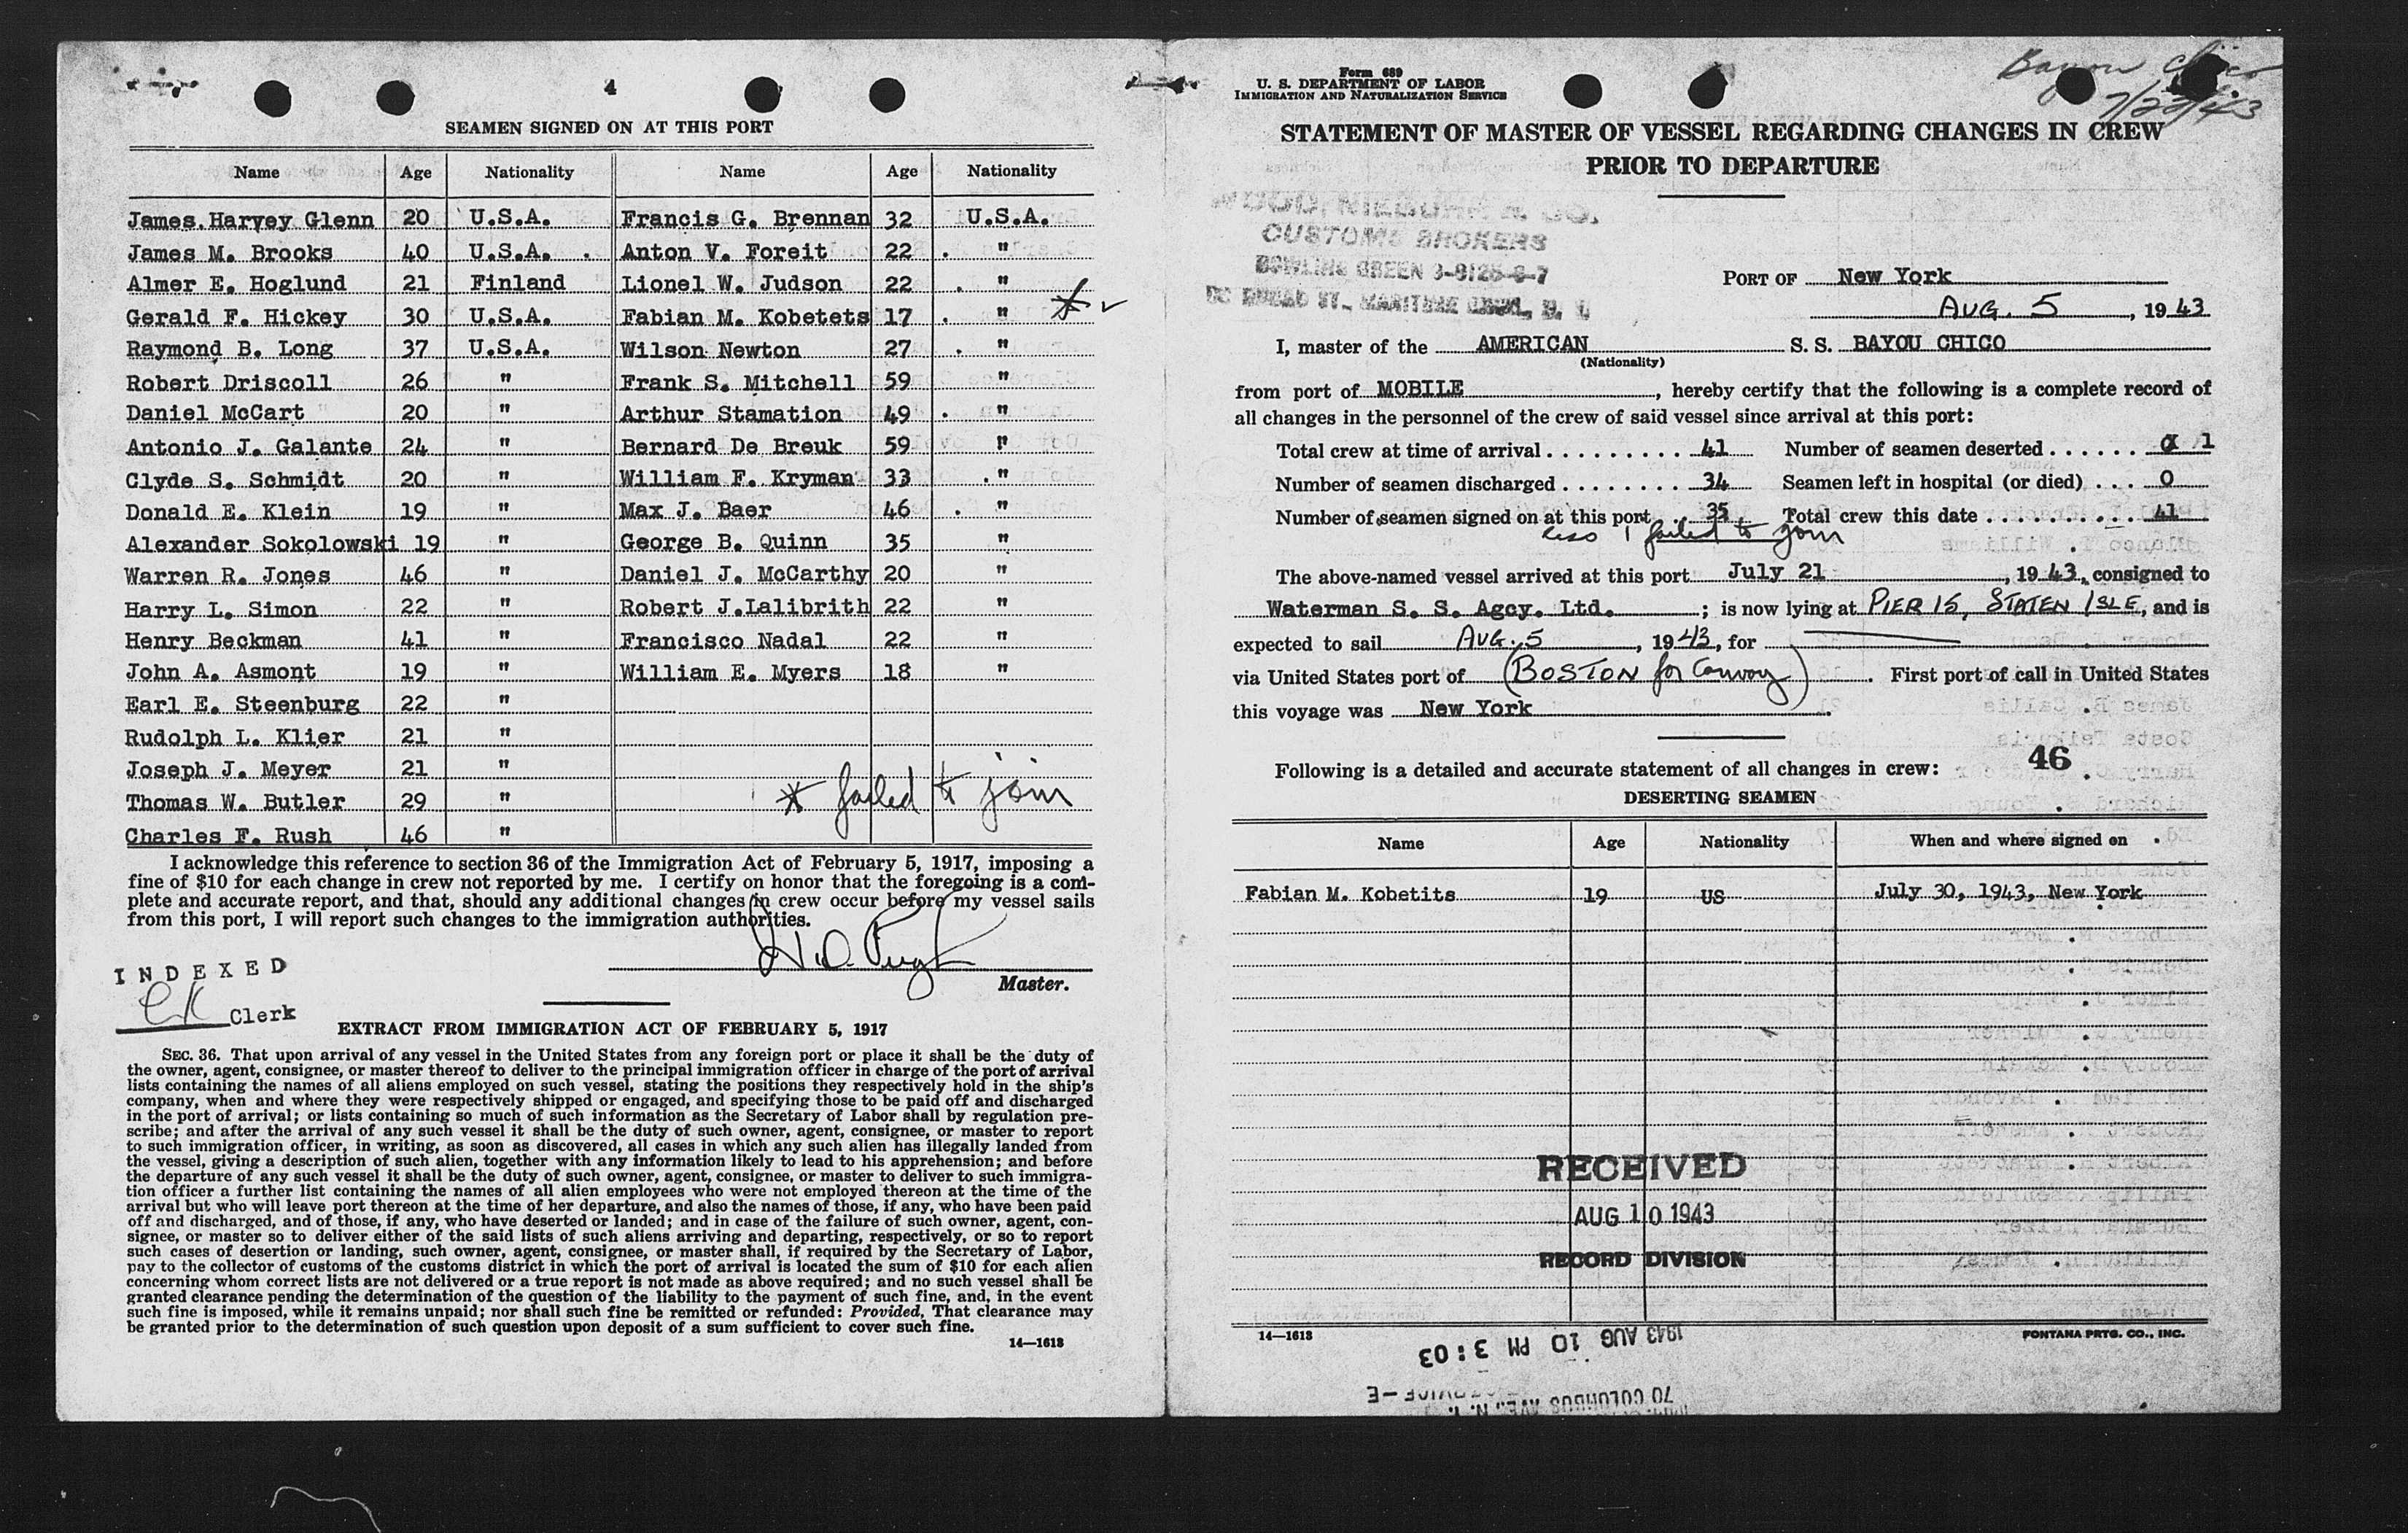 4
SEAMEN SIGNED ON AT THIS PORT
Name Age Nationality Name Age Nationality
James Harvey Glenn 20 U.S.A. Francis G. Brennan 32 U.S.A.
James M. Brooks 40 U.S.A. Anton V. Foreit 22 "
Almer E. Hoglund 21 Finland Lionel W. Judson 22 "
Gerald F. Hickey 30 U.S.A. Fabian M. Kobetets 17 " * ✓
Raymond B. Long 37 U.S.A. Wilson Newton 27 "
Robert Driscoll 26 " Frank S. Mitchell 59 "
Daniel McCart 20 " Arthur Stamation 49 "
Antonio J. Galante 24 " Bernard De Breuk 59 "
Clyde S. Schmidt 20 " William F. Kryman 33 "
Donald E. Klein 19 " Max J. Baer 46 "
Alexander Sokolowski 19 " George B. Quinn 35 "
Warren R. Jones 46 " Daniel J. McCarthy 20 "
Harry L. Simon 22 " Robert J.Lalibrith 22 "
Henry Beckman 41 " Francisco Nadal 22 "
John A. Asmont 19 " William E. Myers 18 "
Earl E. Steenburg 22 "
Rudolph L. Klier 21 "
Joseph J. Meyer 21 "
Thomas W. Butler 29 " * failed to join
Charles F. Rush 46 "
I acknowledge this reference to section 36 of the Immigration Act of February 5, 1917, imposing a
fine of $10 for each change in crew not reported by me. I certify on honor that the foregoing is a com-
plete and accurate report, and that, should any additional changes in crew occur before my vessel sails
from this port, I will report such changes to the immigration authorities.
H.D. Pugh
Master.
INDEXED
CK Clerk
EXTRACT FROM IMMIGRATION ACT OF FEBRUARY 5, 1917
SEC. 36. That upon arrival of any vessel in the United States from any foreign port or place it shall be the duty of
the owner, agent, consignee, or master thereof to deliver to the principal immigration officer in charge of the port of arrival
lists containing the names of all aliens employed on such vessel, stating the positions they respectively hold in the ship's
company, when and where they were respectively shipped or engaged, and specifying those to be paid off and discharged
in the port of arrival; or lists containing so much of such information as the Secretary of Labor shall by regulation pre-
scribe; and after the arrival of any such vessel it shall be the duty of such owner, agent, consignee, or master to report
to such immigration officer, in writing, as soon as discovered, all cases in which any such alien has illegally landed from
the vessel, giving a description of such alien, together with any information likely to lead to his apprehension; and before
the departure of any such vessel it shall be the duty of such owner, agent, consignee, or master to deliver to such immigra-
tion officer a further list containing the names of all alien employees who were not employed thereon at the time of the
arrival but who will leave port thereon at the time of her departure, and also the names of those, if any, who have been paid
off and discharged, and of those, if any, who have deserted or landed; and in case of the failure of such owner, agent, con-
signee, or master so to deliver either of the said lists of such aliens arriving and departing, respectively, or so to report
such cases of desertion or landing, such owner, agent, consignee, or master shall, if required by the Secretary of Labor,
pay to the collector of customs of the customs district in which the port of arrival is located the sum of $10 for each alien
concerning whom correct lists are not delivered or a true report is not made as above required; and no such vessel shall be
granted clearance pending the determination of the question of the liability to the payment of such fine, and, in the event
such fine is imposed, while it remains unpaid; nor shall such fine be remitted or refunded: Provided, That clearance may
be granted prior to the determination of such question upon deposit of a sum sufficient to cover such fine.
14—1613
Form 689
U. S. DEPARTMENT OF LABOR
IMMIGRATION AND NATURALIZATION SERVICE
Bayou Chico
7/22/43
STATEMENT OF MASTER OF VESSEL REGARDING CHANGES IN CREW
PRIOR TO DEPARTURE
WOOD, NIEBUHR & CO.
CUSTOMS BROKERS
BOWLING GREEN
PORT OF New York
AUG. 5, 1943
I, master of the AMERICAN S. S. BAYOU CHICO
(Nationality)
from port of MOBILE, hereby certify that the following is a complete record of
all changes in the personnel of the crew of said vessel since arrival at this port:
Total crew at time of arrival 41 Number of seamen deserted 1
Number of seamen discharged 34 Seamen left in hospital (or died) 0
Number of seamen signed on at this port 35 Total crew this date 41
less 1 failed to join
The above-named vessel arrived at this port July 21, 1943, consigned to
Waterman S. S. Agcy. Ltd.; is now lying at PIER 15, STATEN ISLE, and is
expected to sail AUG. 5, 1943, for
via United States port of (BOSTON for Convoy). First port of call in United States
this voyage was New York.
46
Following is a detailed and accurate statement of all changes in crew:
DESERTING SEAMEN
Name Age Nationality When and where signed on
Fabian M. Kobetits 19 US July 30, 1943, New York
RECEIVED
AUG 10 1943
RECORD DIVISION
14—1613 FONTANA PRTG. CO., INC.
1943 AUG 10 PM 3:03
70 COLUMBUS AVE., N. Y.